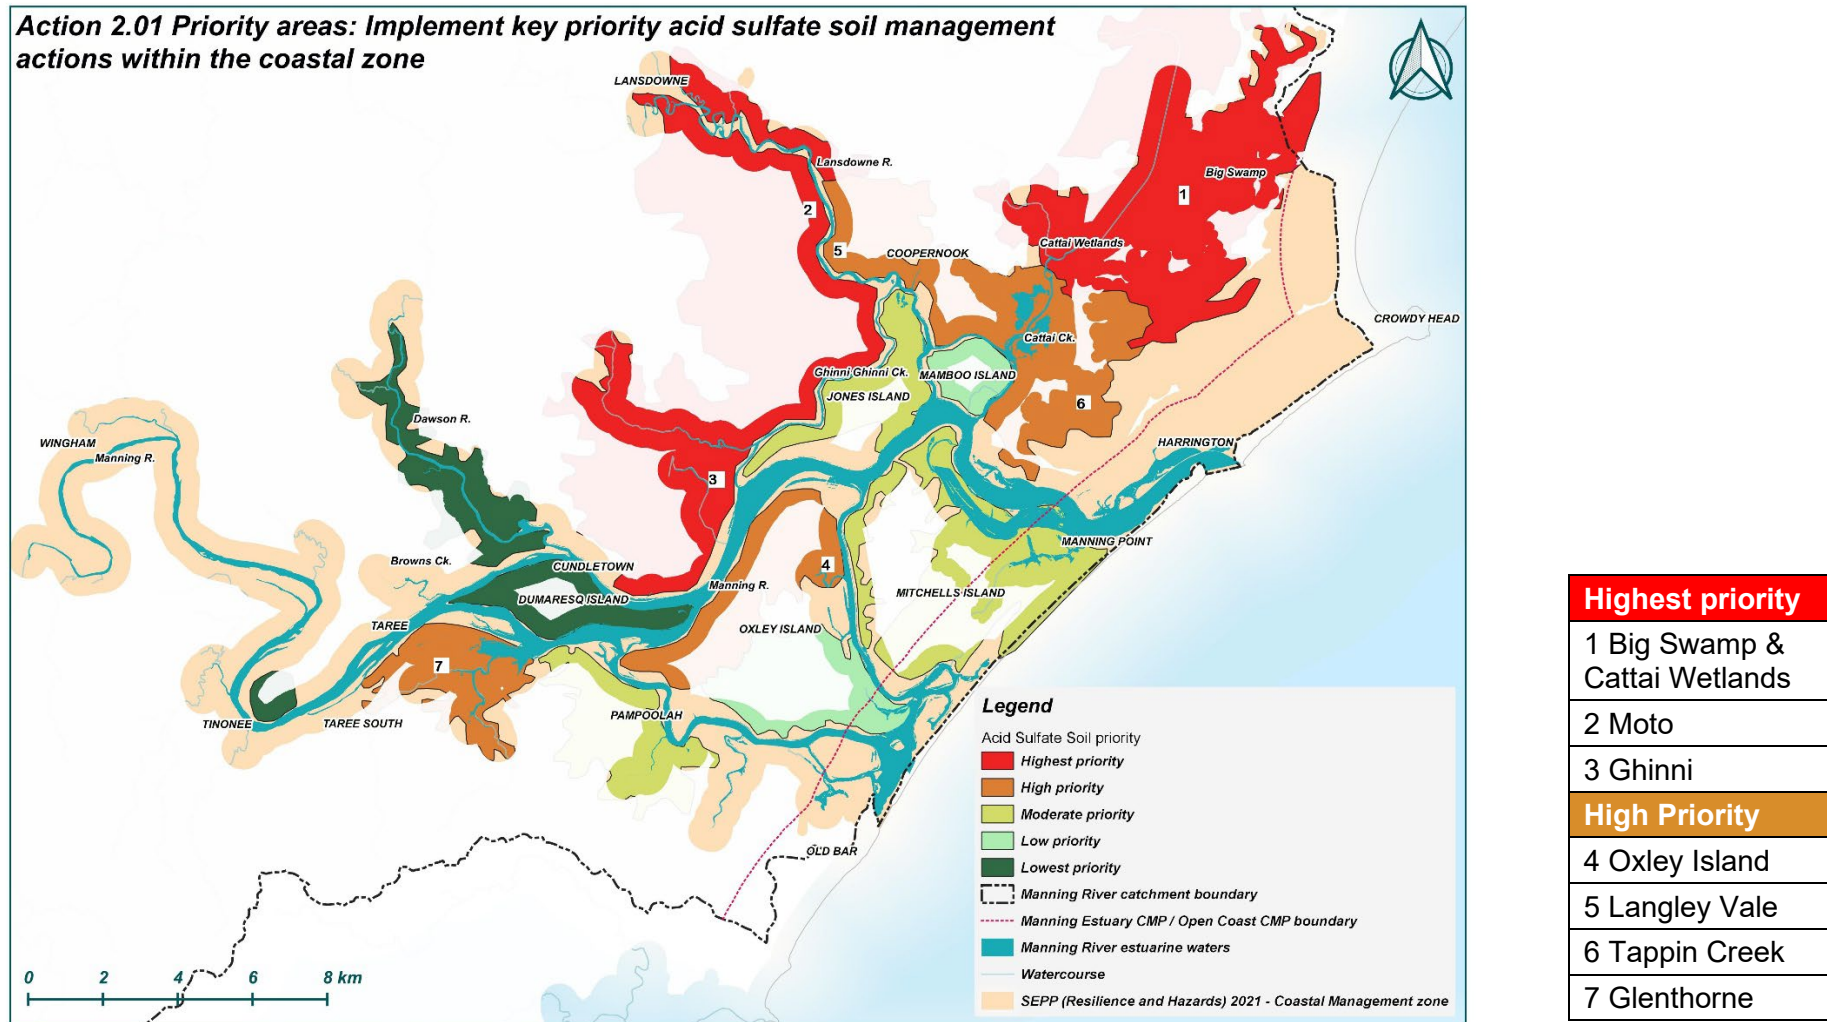 Action 2.01 Priority areas: Implement key priority acid sulfate soil management
actions within the coastal zone
LANSDOWNE
Lansdowne R.
Big Swamp
1
2
Cattai Wetlands
5
COOPERNOOK
CROWDY HEAD
Cattai Ck.
Ghinni Ghinni Ck.
MAMBOO ISLAND
JONES ISLAND
6
Dawson R.
WINGHAM
Manning R.
HARRINGTON
3
MANNING POINT
Browns Ck.
CUNDLETOWN
4
Manning R.
MITCHELLS ISLAND
DUMARESQ ISLAND
TAREE
OXLEY ISLAND
7
TINONEE
TAREE SOUTH
PAMPOOLAH
OLD BAR
0 2 4 6 8 km
Legend
Acid Sulfate Soil priority
Highest priority
High priority
Moderate priority
Low priority
Lowest priority
Manning River catchment boundary
Manning Estuary CMP / Open Coast CMP boundary
Manning River estuarine waters
Watercourse
SEPP (Resilience and Hazards) 2021 - Coastal Management zone
Highest priority
1 Big Swamp &
Cattai Wetlands
2 Moto
3 Ghinni
High Priority
4 Oxley Island
5 Langley Vale
6 Tappin Creek
7 Glenthorne